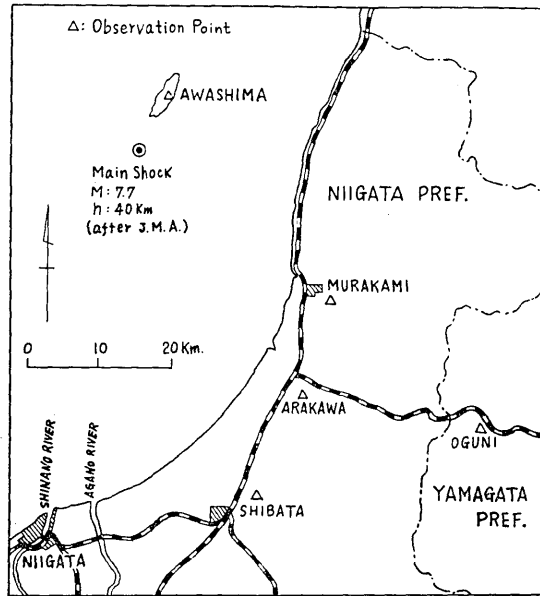 △: Observation Point
AWASHIMA
Main Shock
M: 7.7
h: 40 Km
(after J.M.A.)
NIIGATA PREF.
MURAKAMI
0 10 20 Km.
ARAKAWA
OGUNI
SHINANO RIVER
AGANO RIVER
SHIBATA
YAMAGATA
PREF.
NIIGATA